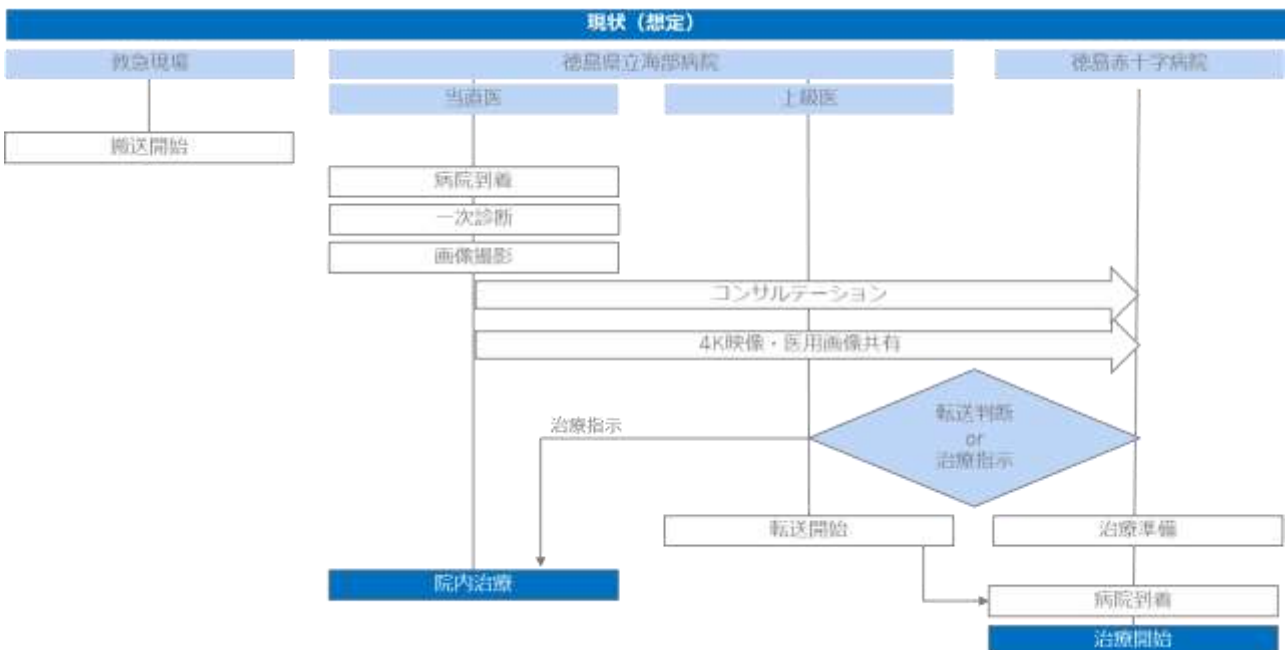 現状（想定）
救急現場
徳島県立海部病院
徳島赤十字病院
当直医
上級医
搬送開始
病院到着
一次診断
画像撮影
コンサルテーション
4K映像・医用画像共有
転送判断
or
治療指示
治療指示
転送開始
治療準備
院内治療
病院到着
治療開始